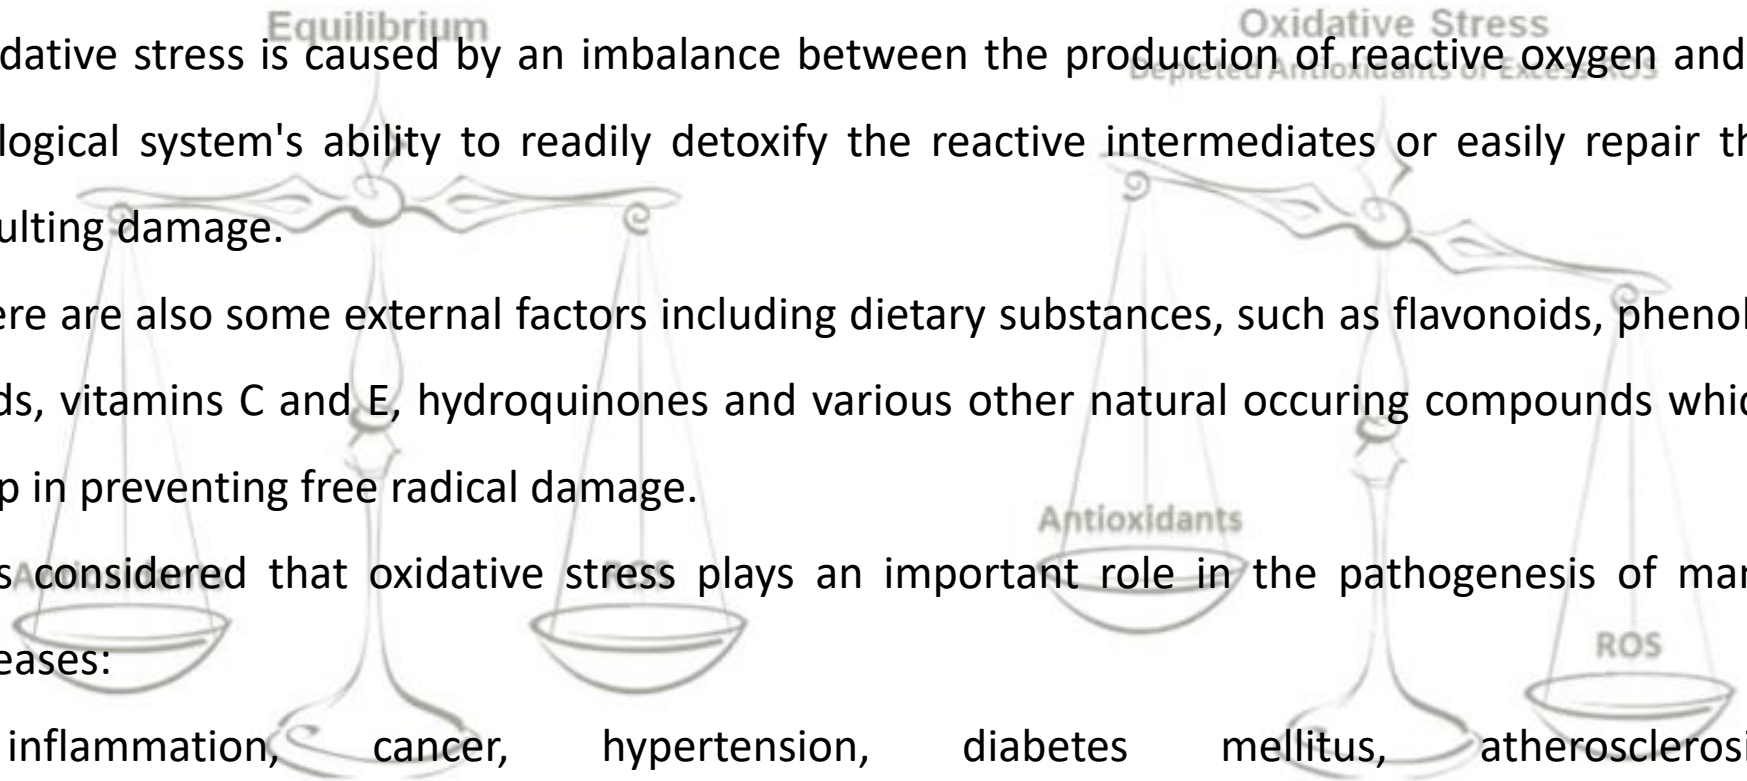 Equilibrium
Oxidative Stress
Depleted Antioxidants or Excess ROS
dative stress is caused by an imbalance between the production of reactive oxygen and
logical system's ability to readily detoxify the reactive intermediates or easily repair th
ulting damage.
ere are also some external factors including dietary substances, such as flavonoids, phenol
ds, vitamins C and E, hydroquinones and various other natural occuring compounds whic
p in preventing free radical damage.
Antioxidants
s considered that oxidative stress plays an important role in the pathogenesis of mar
Antioxidants
ROS
eases:
ROS
inflammation, cancer, hypertension, diabetes mellitus, atherosclerosi